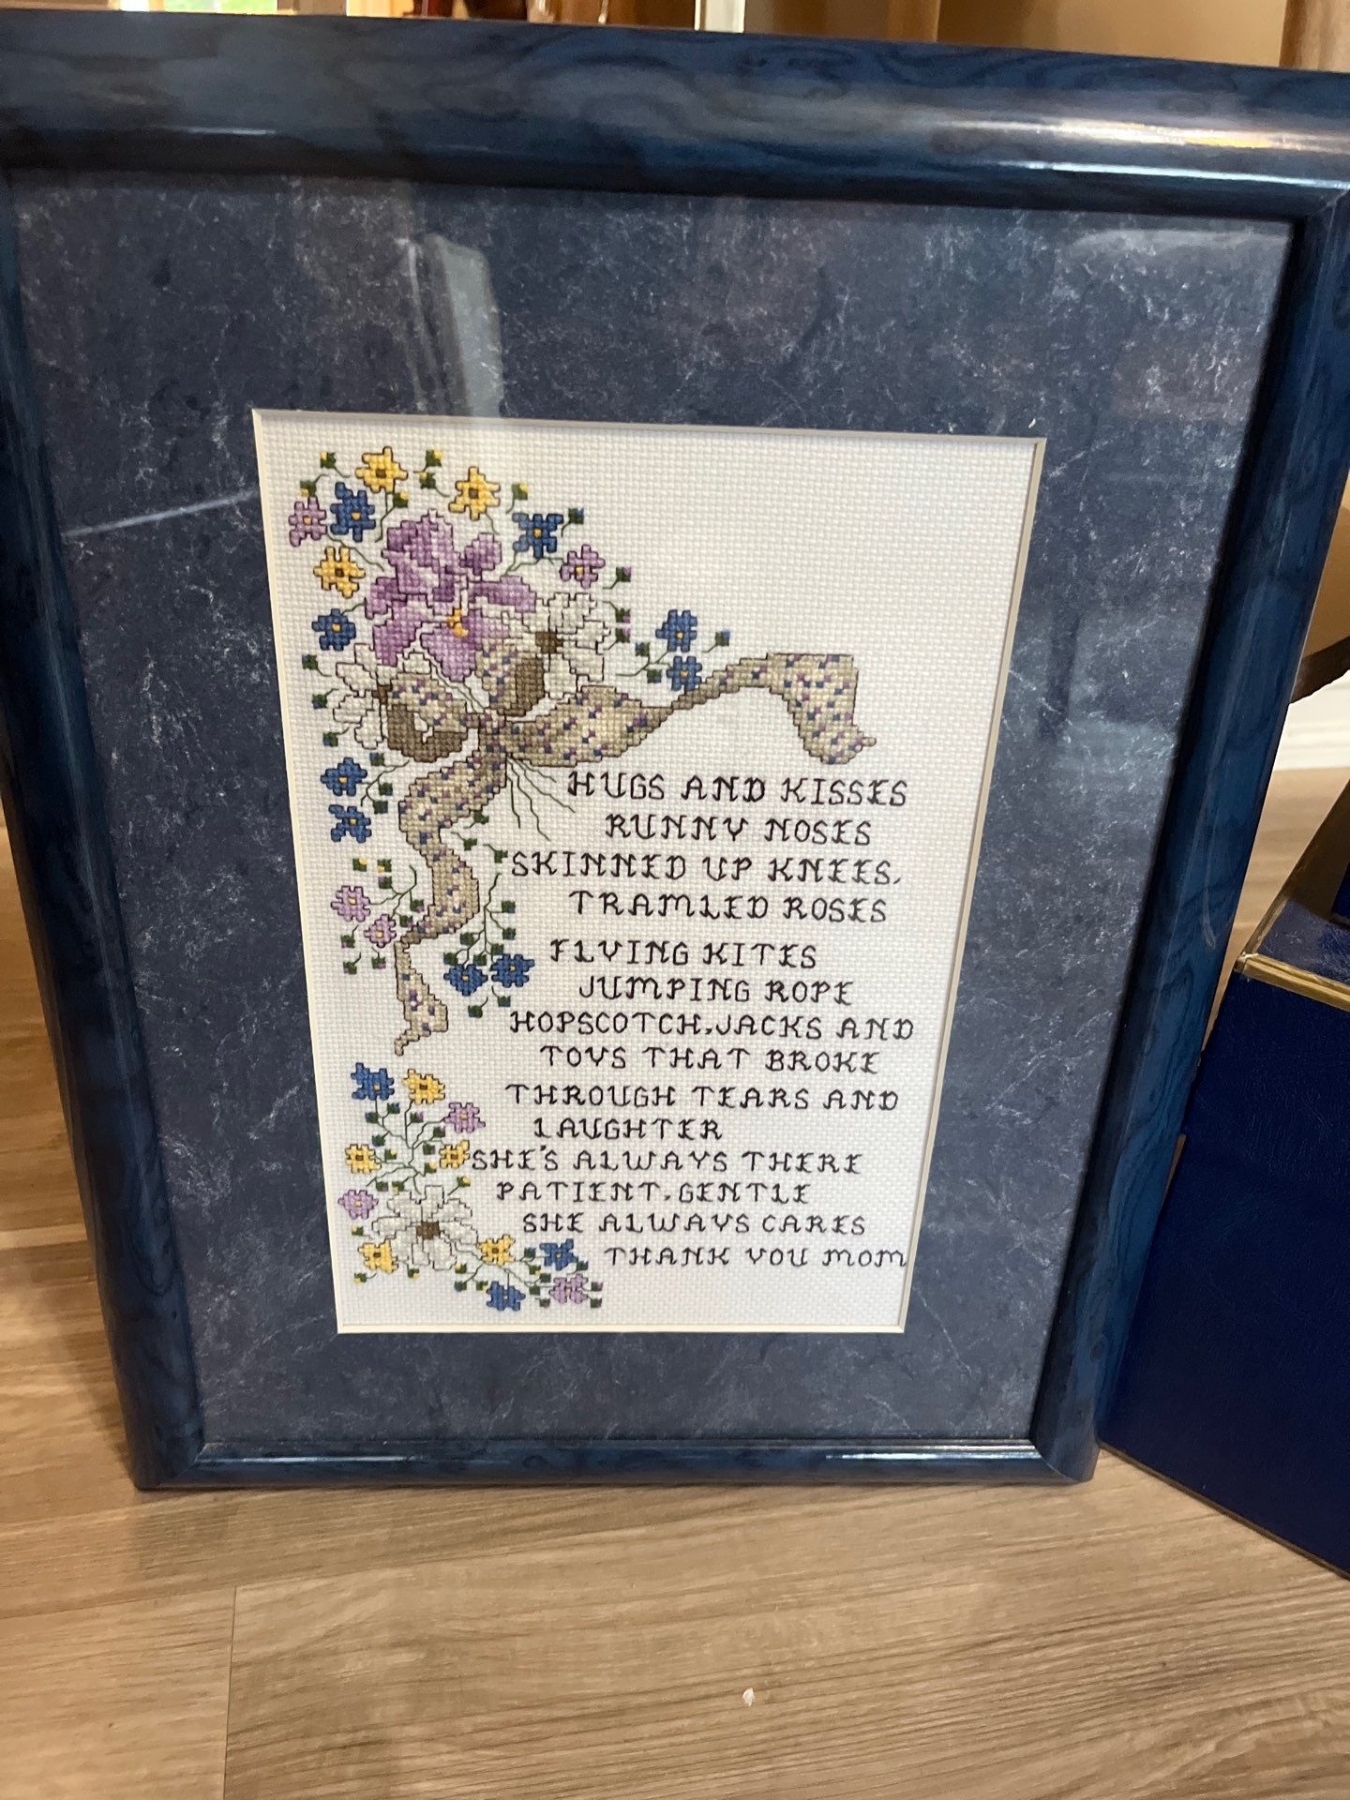 HUGS AND KISSES
RUNNY NOSES
SKINNED UP KNEES,
TRAMLED ROSES
FLYING KITES
JUMPING ROPE
HOPSCOTCH, JACKS AND
TOYS THAT BROKE
THROUGH TEARS AND
LAUGHTER
SHE'S ALWAYS THERE
PATIENT, GENTLE
SHE ALWAYS CARES
THANK YOU MOM